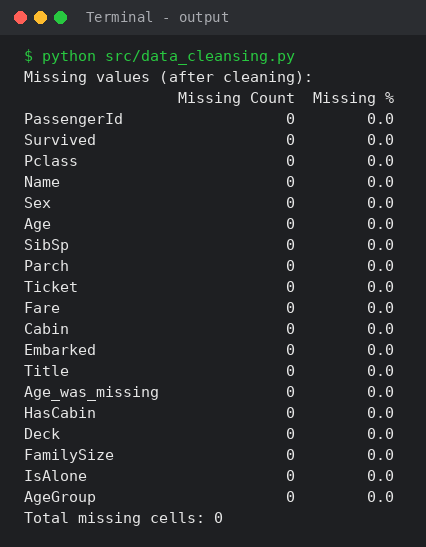 Terminal - output
$ python src/data_cleansing.py
Missing values (after cleaning):
                 Missing Count  Missing %
PassengerId                  0        0.0
Survived                     0        0.0
Pclass                       0        0.0
Name                         0        0.0
Sex                          0        0.0
Age                          0        0.0
SibSp                        0        0.0
Parch                        0        0.0
Ticket                       0        0.0
Fare                         0        0.0
Cabin                        0        0.0
Embarked                     0        0.0
Title                        0        0.0
Age_was_missing              0        0.0
HasCabin                     0        0.0
Deck                         0        0.0
FamilySize                   0        0.0
IsAlone                      0        0.0
AgeGroup                     0        0.0
Total missing cells: 0